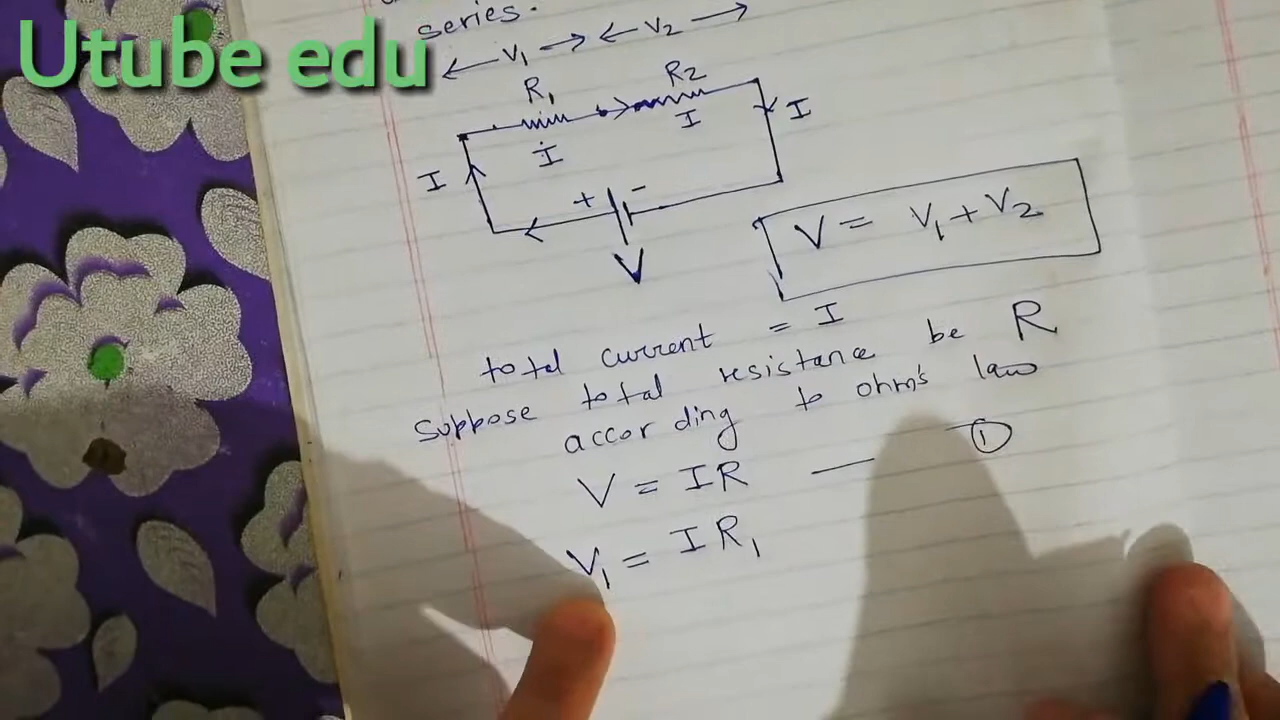 Utube edu
series.
V₁ V₂
R₁ R2
I I I
I
+ -
V
V = V₁ + V₂
total current = I
suppose total resistance be R
according to ohm's law
V = IR — ①
V₁ = IR₁